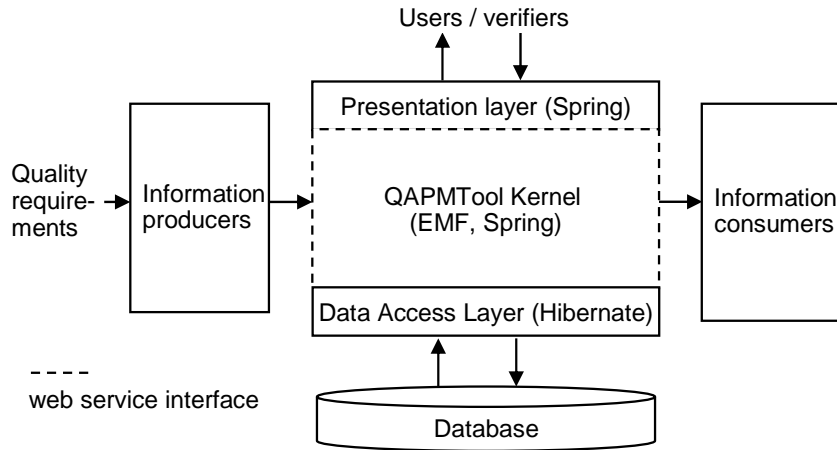 Users / verifiers
Presentation layer (Spring)
Quality
require-
ments
Information
producers
QAPMTool Kernel
(EMF, Spring)
Information
consumers
Data Access Layer (Hibernate)
web service interface
Database